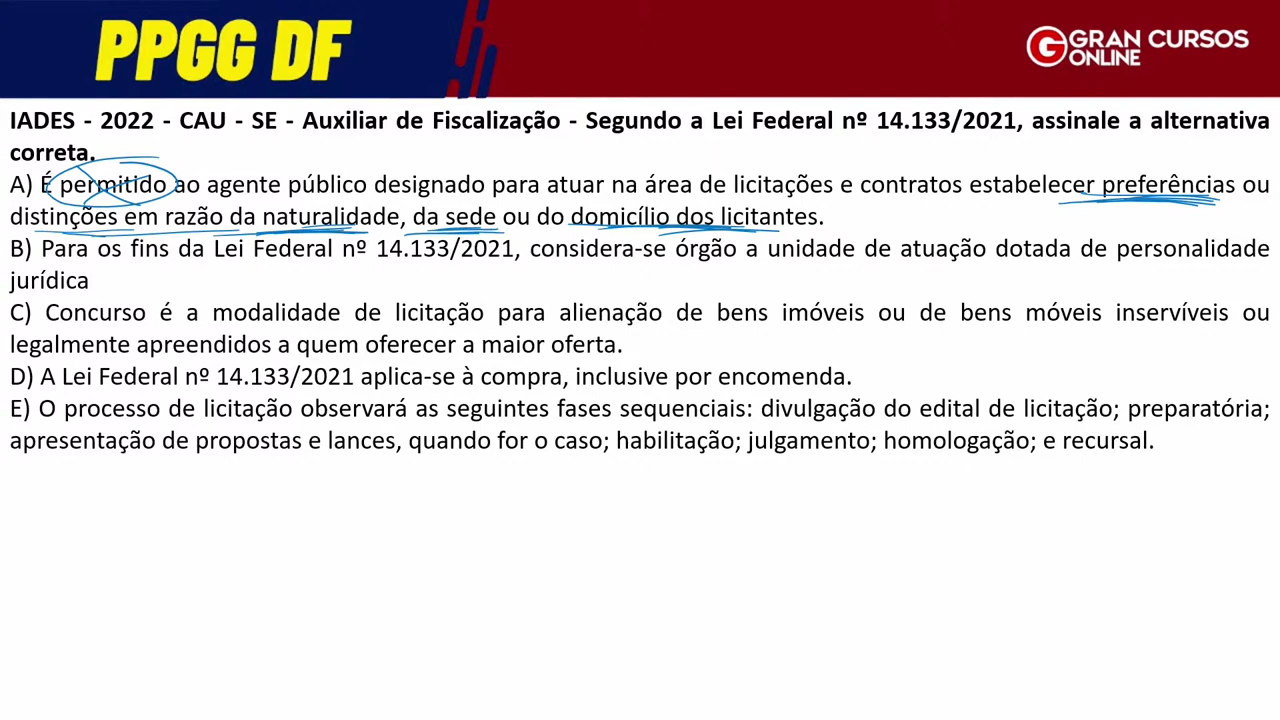 PPGG DF
GRAN CURSOS
ONLINE
IADES - 2022 - CAU - SE - Auxiliar de Fiscalização - Segundo a Lei Federal nº 14.133/2021, assinale a alternativa
correta.
A) É permitido ao agente público designado para atuar na área de licitações e contratos estabelecer preferências ou
distinções em razão da naturalidade, da sede ou do domicílio dos licitantes.
B) Para os fins da Lei Federal nº 14.133/2021, considera-se órgão a unidade de atuação dotada de personalidade
jurídica
C) Concurso é a modalidade de licitação para alienação de bens imóveis ou de bens móveis inservíveis ou
legalmente apreendidos a quem oferecer a maior oferta.
D) A Lei Federal nº 14.133/2021 aplica-se à compra, inclusive por encomenda.
E) O processo de licitação observará as seguintes fases sequenciais: divulgação do edital de licitação; preparatória;
apresentação de propostas e lances, quando for o caso; habilitação; julgamento; homologação; e recursal.